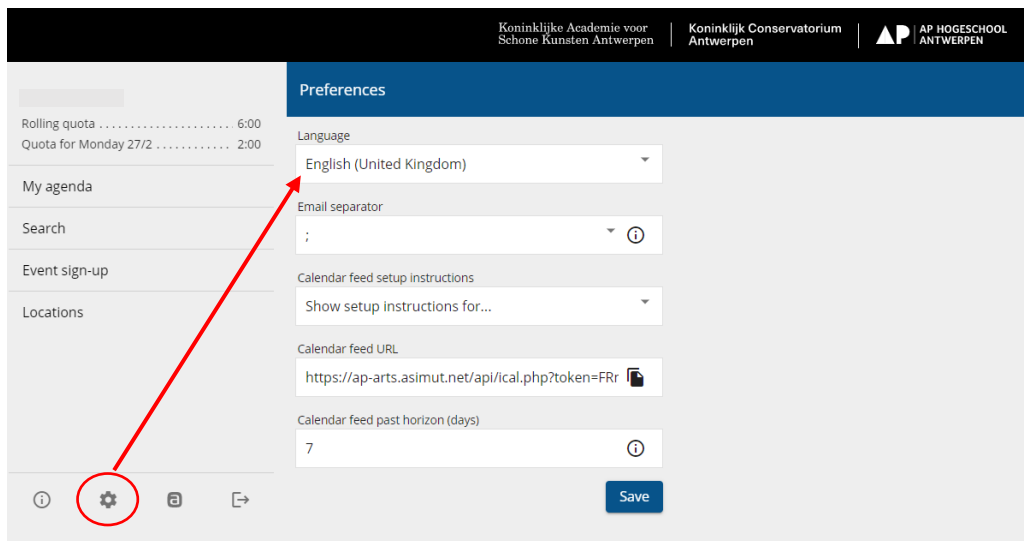 Koninklijke Academie voor
Schone Kunsten Antwerpen
Koninklijk Conservatorium
Antwerpen
AP
AP HOGESCHOOL
ANTWERPEN
Rolling quota ...................... 6:00
Quota for Monday 27/2 ............ 2:00
My agenda
Search
Event sign-up
Locations
Preferences
Language
English (United Kingdom)
Email separator
;
Calendar feed setup instructions
Show setup instructions for...
Calendar feed URL
https://ap-arts.asimut.net/api/ical.php?token=FRr
Calendar feed past horizon (days)
7
Save